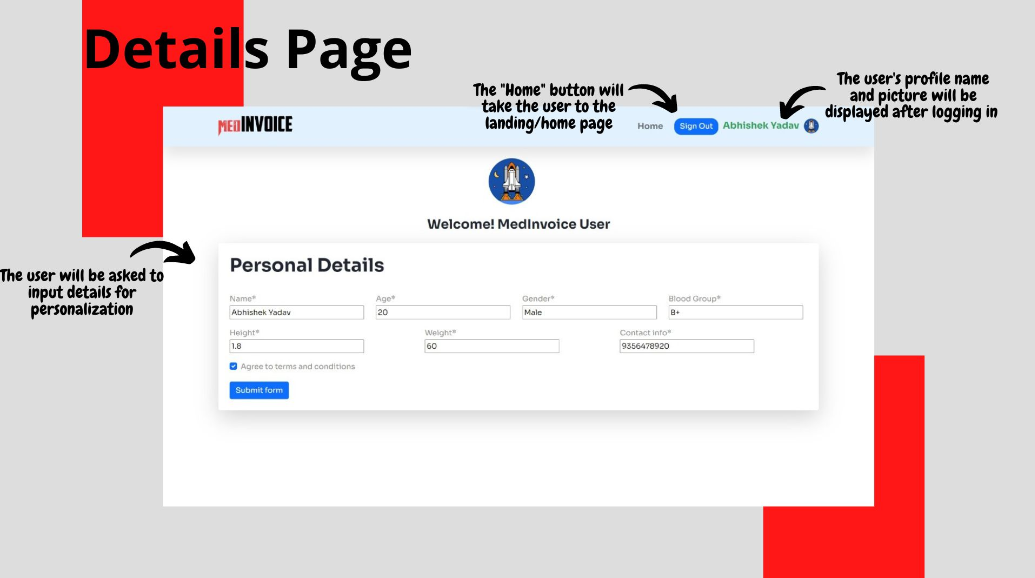 Details Page
The "Home" button will
take the user to the
landing/home page
The user's profile name
and picture will be
displayed after logging in
MEDINVOICE
Home
Sign Out
Abhishek Yadav
Welcome! MedInvoice User
The user will be asked to
input details for
personalization
Personal Details
Name* Age* Gender* Blood Group*
Abhishek Yadav 20 Male B+
Height* Weight* Contact info*
1.8 60 9356478920
Agree to terms and conditions
Submit form